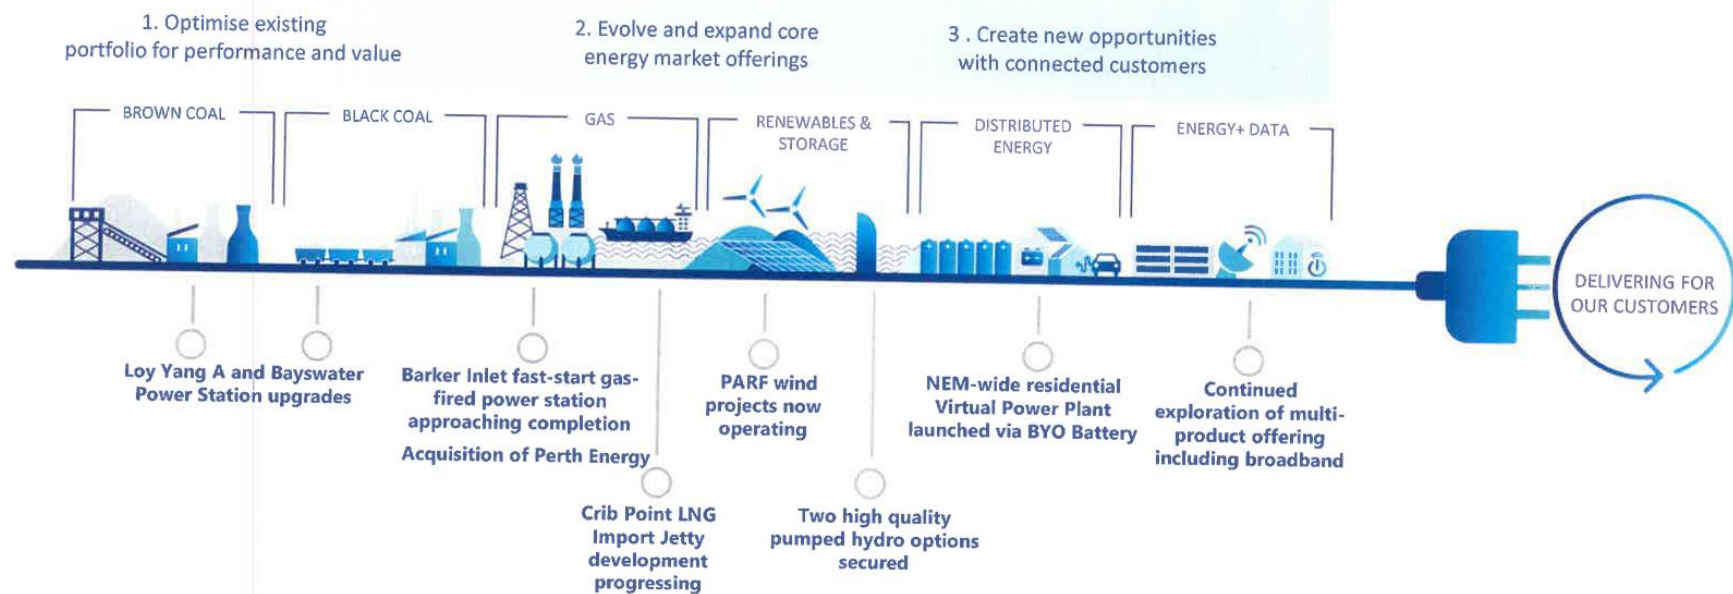 1. Optimise existing
portfolio for performance and value
2. Evolve and expand core
energy market offerings
3 . Create new opportunities
with connected customers
BROWN COAL
BLACK COAL
GAS
RENEWABLES &
STORAGE
DISTRIBUTED
ENERGY
ENERGY+ DATA
DELIVERING FOR
OUR CUSTOMERS
Loy Yang A and Bayswater
Power Station upgrades
Barker Inlet fast-start gas-
fired power station
approaching completion
Acquisition of Perth Energy
Crib Point LNG
Import Jetty
development
progressing
PARF wind
projects now
operating
Two high quality
pumped hydro options
secured
NEM-wide residential
Virtual Power Plant
launched via BYO Battery
Continued
exploration of multi-
product offering
including broadband